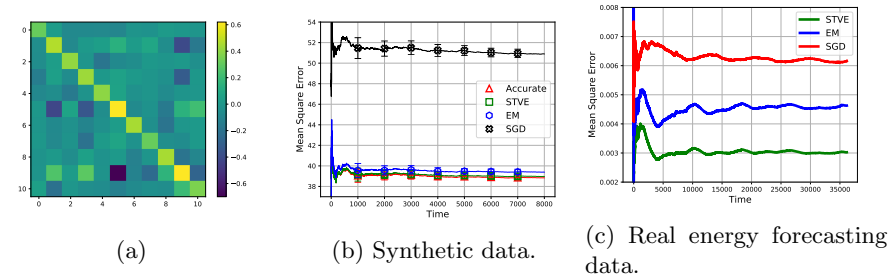 0
2
4
6
8
10
0 2 4 6 8 10
0.6
0.4
0.2
0.0
−0.2
−0.4
−0.6
(a)
Mean Square Error
54
52
50
48
46
44
42
40
38
0 1000 2000 3000 4000 5000 6000 7000 8000
Time
Accurate
STVE
EM
SGD
(b) Synthetic data.
Mean Square Error
0.008
0.007
0.006
0.005
0.004
0.003
0.002
0 5000 10000 15000 20000 25000 30000 35000
Time
STVE
EM
SGD
(c) Real energy forecasting
data.